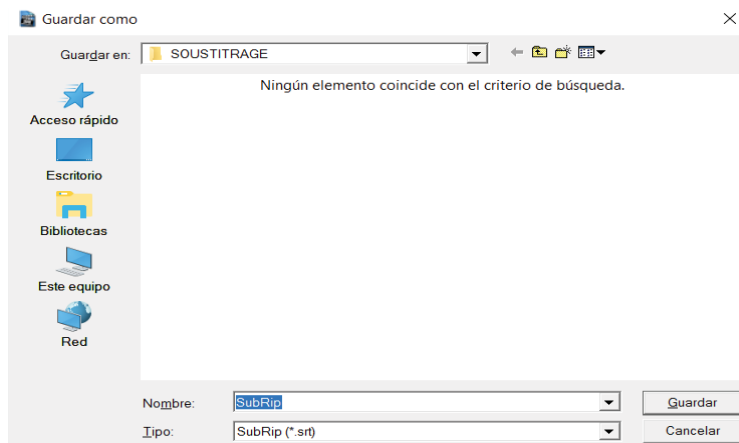 Guardar como
Guardar en: SOUSTITRAGE
Ningún elemento coincide con el criterio de búsqueda.
Acceso rápido
Escritorio
Bibliotecas
Este equipo
Red
Nombre: SubRip Guardar
Tipo: SubRip (*.srt) Cancelar